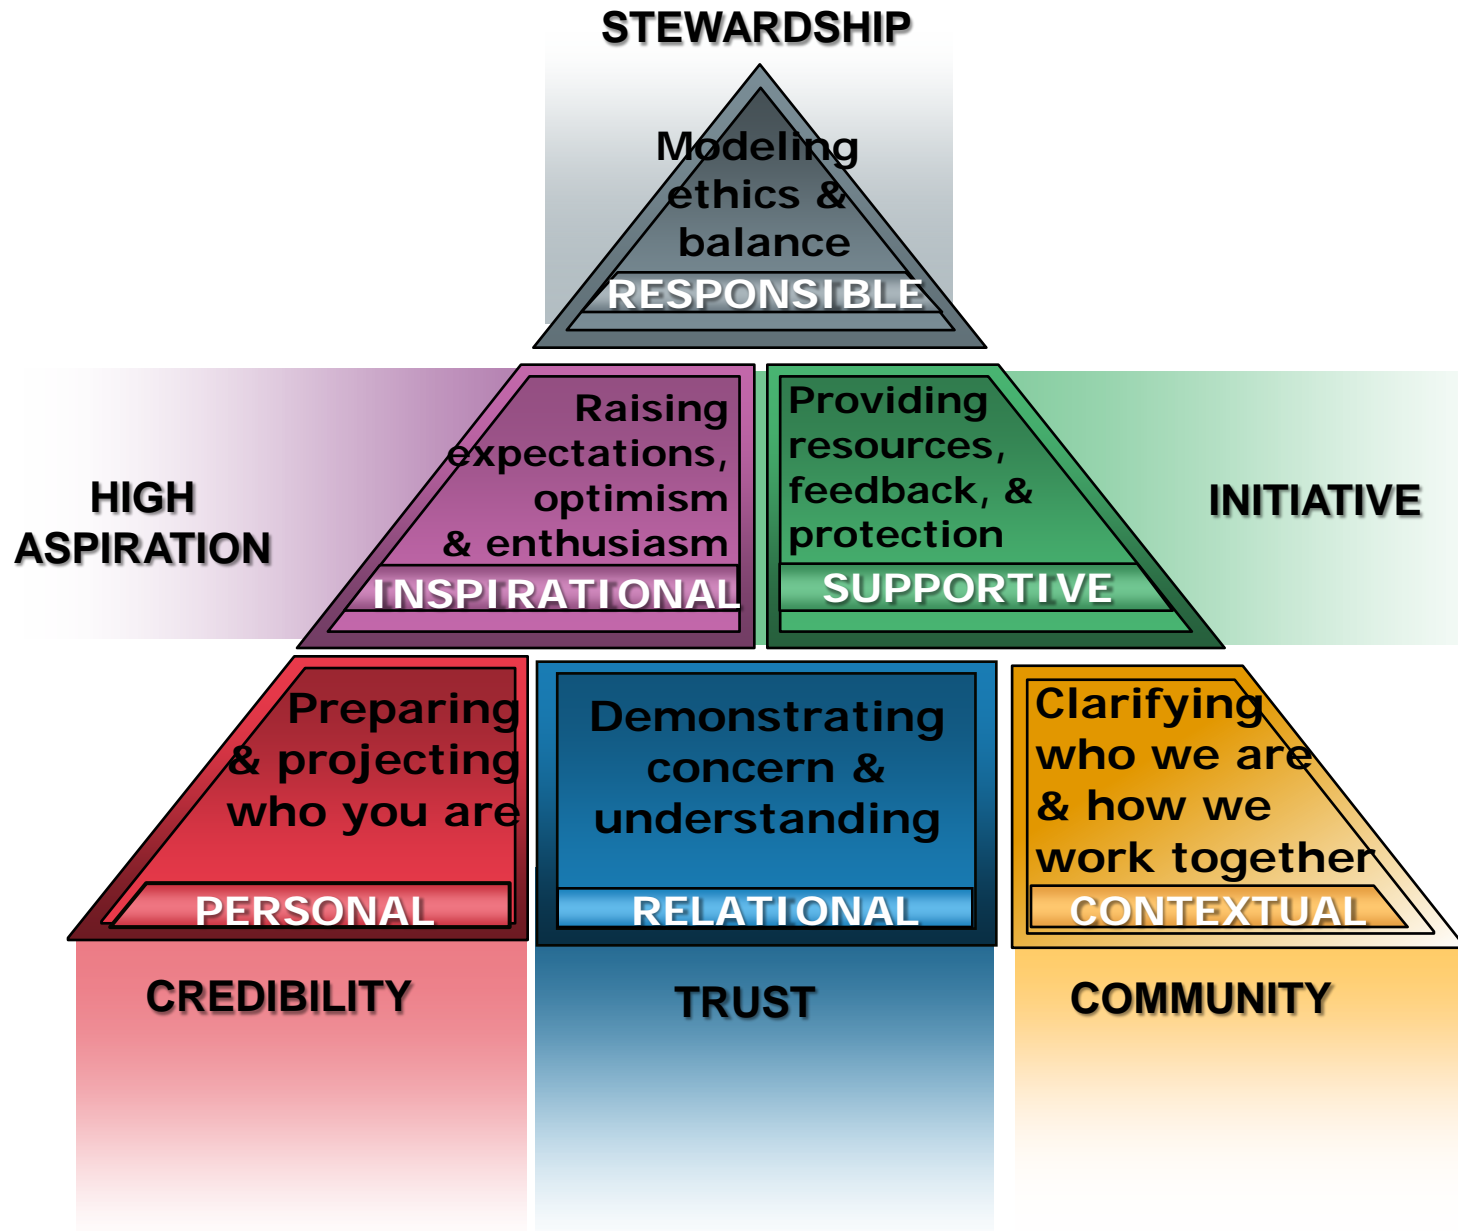 STEWARDSHIP
Modeling
ethics &
balance
RESPONSIBLE
HIGH
ASPIRATION
Raising
expectations,
optimism
& enthusiasm
INSPIRATIONAL
Providing
resources,
feedback, &
protection
SUPPORTIVE
INITIATIVE
Preparing
& projecting
who you are
PERSONAL
CREDIBILITY
Demonstrating
concern &
understanding
RELATIONAL
TRUST
Clarifying
who we are
& how we
work together
CONTEXTUAL
COMMUNITY